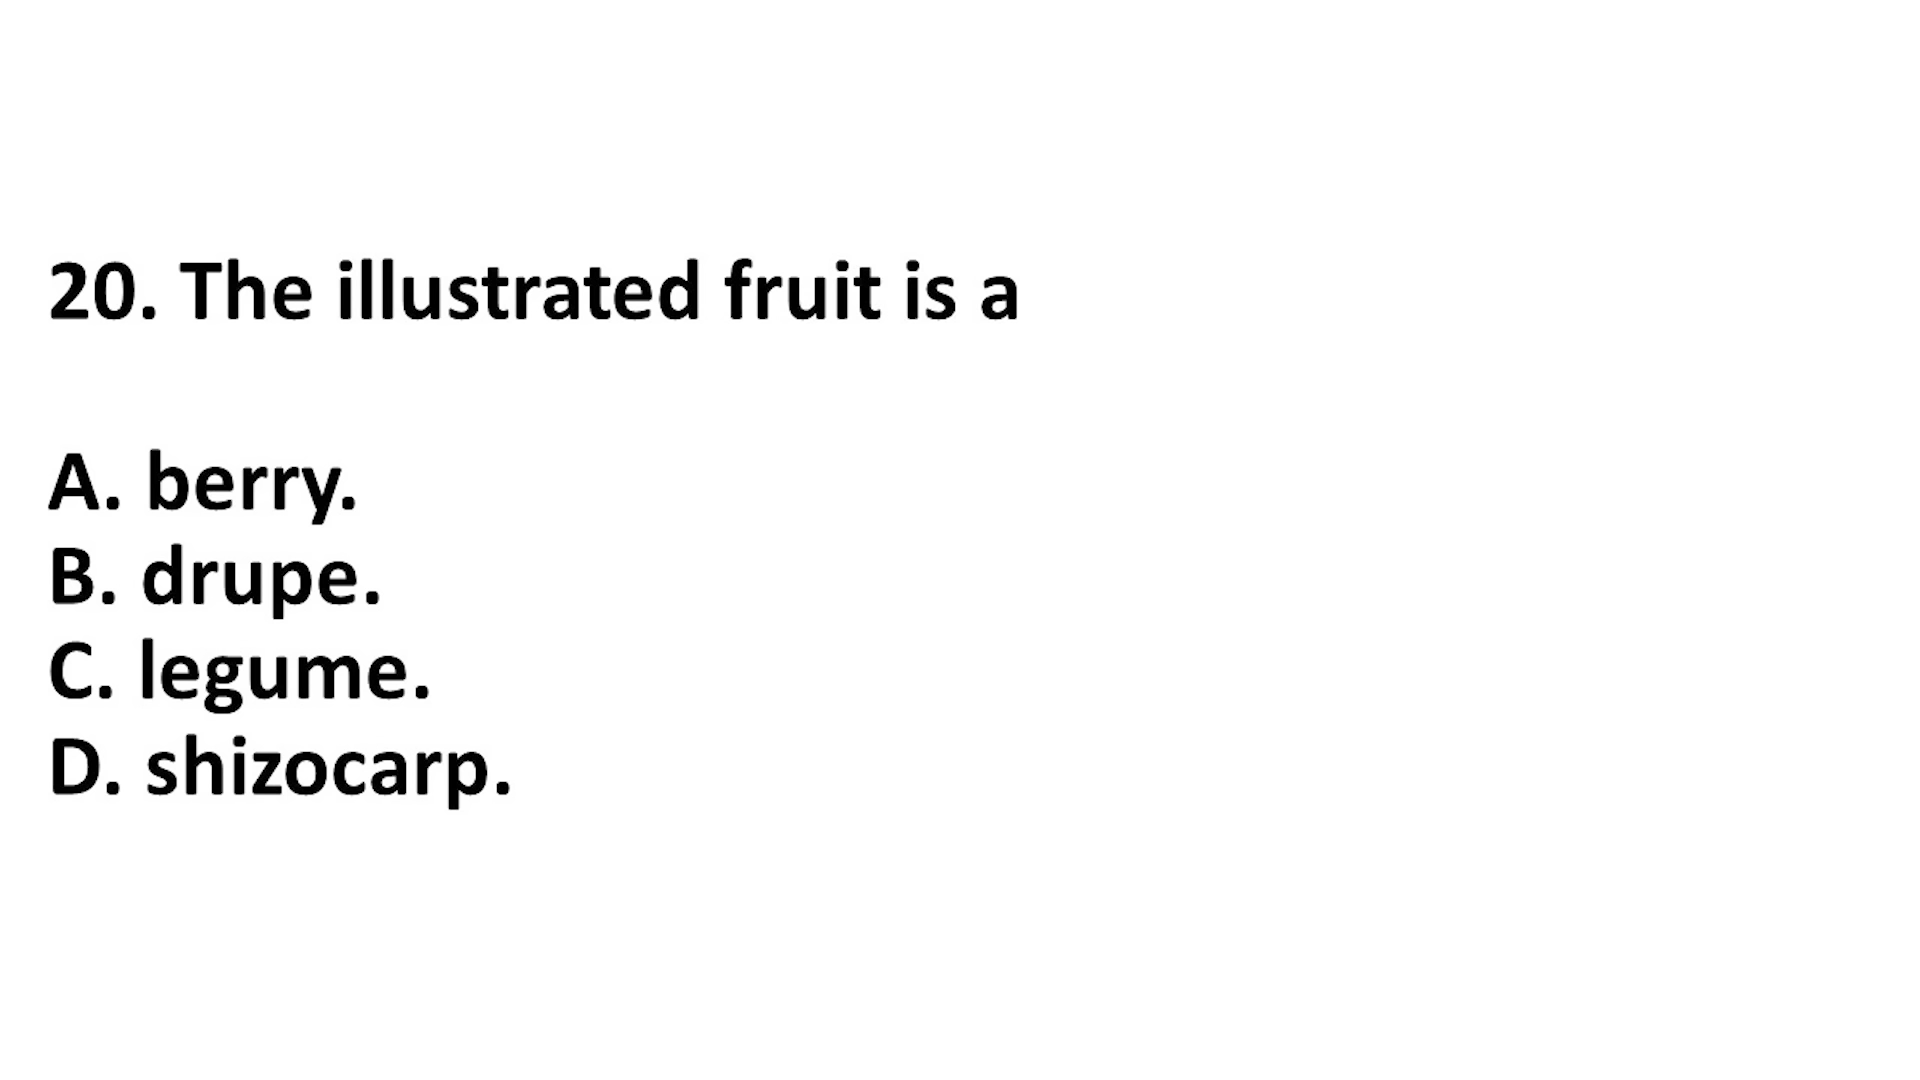 20. The illustrated fruit is a
A. berry.
B. drupe.
C. legume.
D. shizocarp.